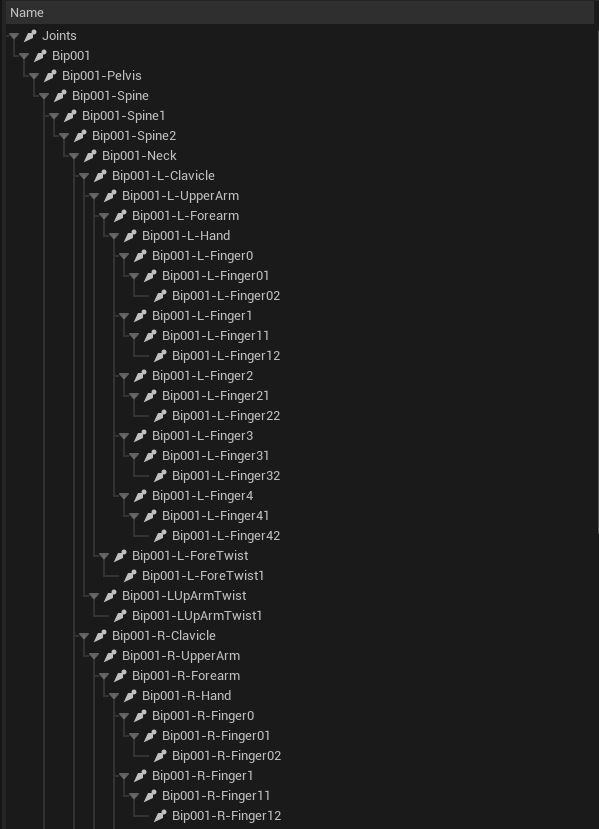 Name
Joints
Bip001
Bip001-Pelvis
Bip001-Spine
Bip001-Spine1
Bip001-Spine2
Bip001-Neck
Bip001-L-Clavicle
Bip001-L-UpperArm
Bip001-L-Forearm
Bip001-L-Hand
Bip001-L-Finger0
Bip001-L-Finger01
Bip001-L-Finger02
Bip001-L-Finger1
Bip001-L-Finger11
Bip001-L-Finger12
Bip001-L-Finger2
Bip001-L-Finger21
Bip001-L-Finger22
Bip001-L-Finger3
Bip001-L-Finger31
Bip001-L-Finger32
Bip001-L-Finger4
Bip001-L-Finger41
Bip001-L-Finger42
Bip001-L-ForeTwist
Bip001-L-ForeTwist1
Bip001-LUpArmTwist
Bip001-LUpArmTwist1
Bip001-R-Clavicle
Bip001-R-UpperArm
Bip001-R-Forearm
Bip001-R-Hand
Bip001-R-Finger0
Bip001-R-Finger01
Bip001-R-Finger02
Bip001-R-Finger1
Bip001-R-Finger11
Bip001-R-Finger12